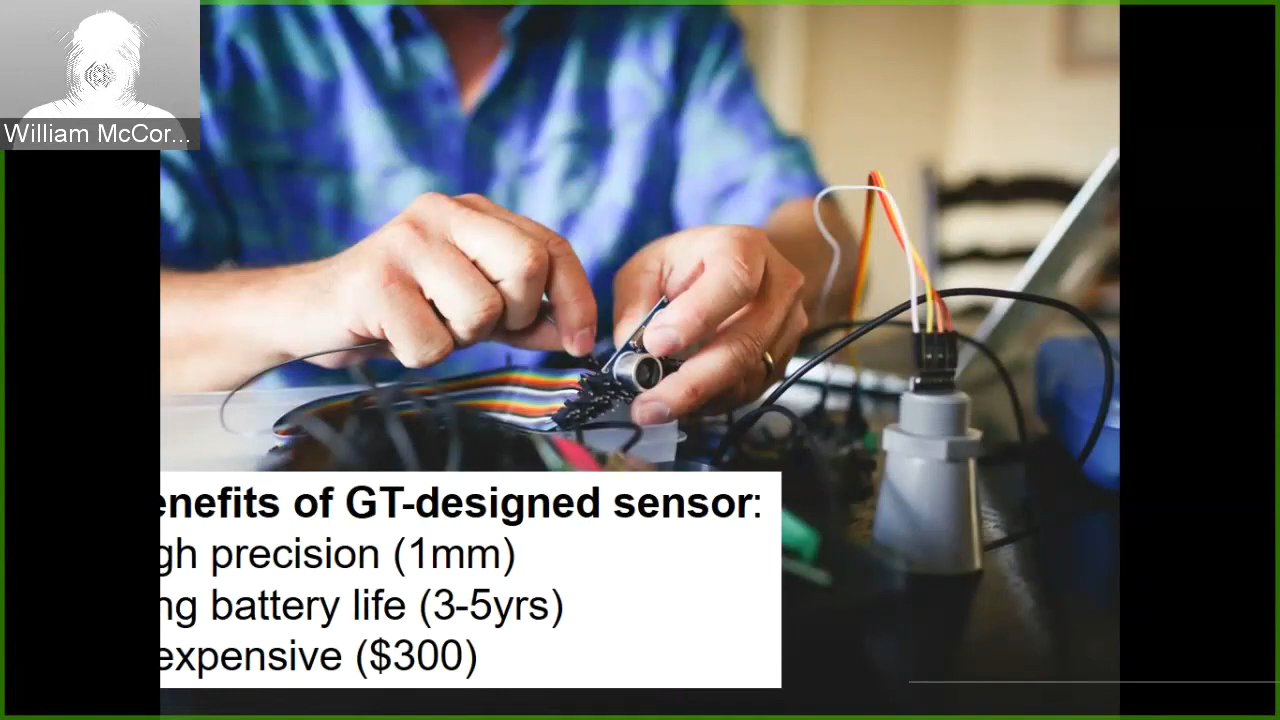 William McCor...
enefits of GT-designed sensor:
gh precision (1mm)
ng battery life (3-5yrs)
expensive ($300)